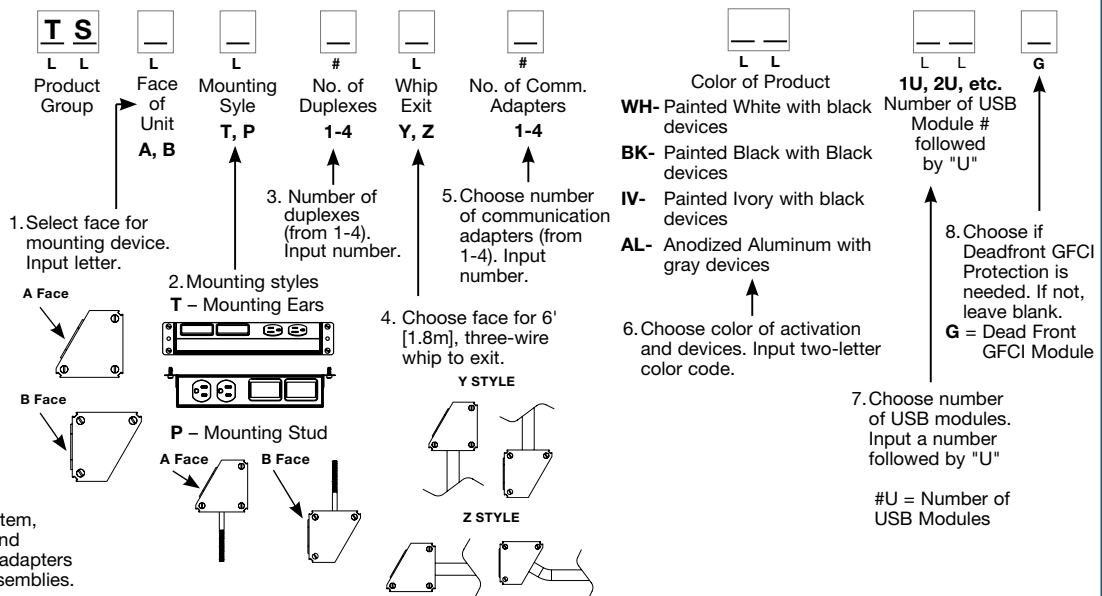 T S
L L
Product
Group
L
Face
of
Unit
A, B
L
Mounting
Syle
T, P
#
No. of
Duplexes
1-4
L
Whip
Exit
Y, Z
#
No. of Comm.
Adapters
1-4
L L
Color of Product
WH- Painted White with black
devices
BK- Painted Black with Black
devices
IV- Painted Ivory with black
devices
AL- Anodized Aluminum with
gray devices
L L
1U, 2U, etc.
Number of USB
Module #
followed
by "U"
G
1. Select face for
mounting device.
Input letter.
A Face
B Face
2. Mounting styles
T – Mounting Ears
P – Mounting Stud
A Face
B Face
3. Number of
duplexes
(from 1-4).
Input number.
4. Choose face for 6'
[1.8m], three-wire
whip to exit.
Y STYLE
Z STYLE
5. Choose number
of communication
adapters (from
1-4). Input
number.
6. Choose color of activation
and devices. Input two-letter
color code.
7. Choose number
of USB modules.
Input a number
followed by "U"
#U = Number of
USB Modules
8. Choose if
Deadfront GFCI
Protection is
needed. If not,
leave blank.
G = Dead Front
GFCI Module
tem,
nd
adapters
semblies.